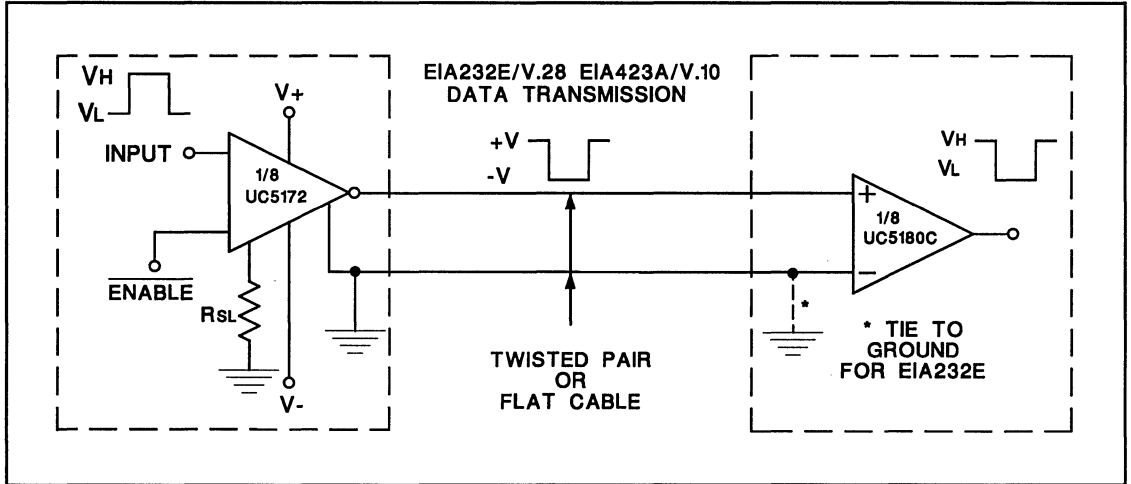 VH
VL
V+
INPUT
1/8
UC5172
ENABLE
RSL
V-
EIA232E/V.28 EIA423A/V.10
DATA TRANSMISSION
+V
-V
TWISTED PAIR
OR
FLAT CABLE
VH
VL
+
1/8
UC5180C
-
*
* TIE TO
GROUND
FOR EIA232E